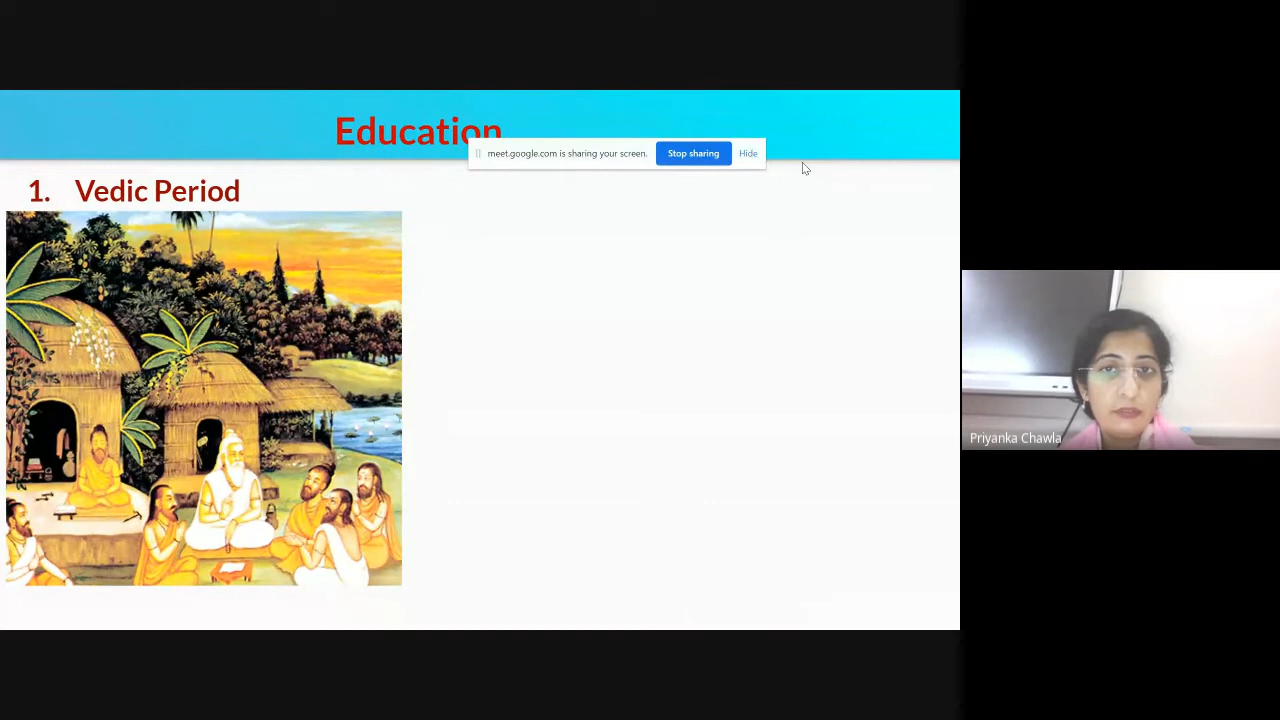 Education
meet.google.com is sharing your screen. Stop sharing Hide
1. Vedic Period
Priyanka Chawla